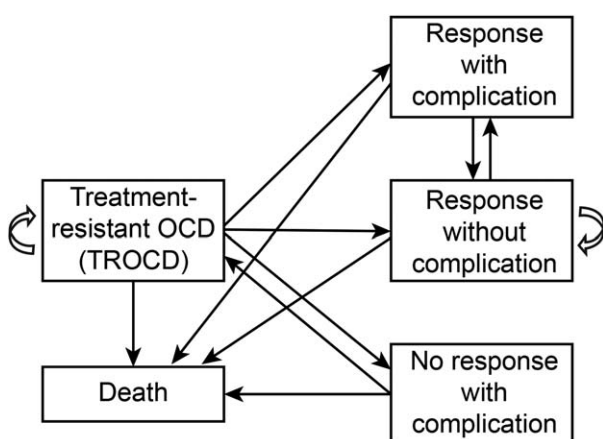 Response
with
complication
Treatment-
resistant OCD
(TROCD)
Response
without
complication
Death
No response
with
complication